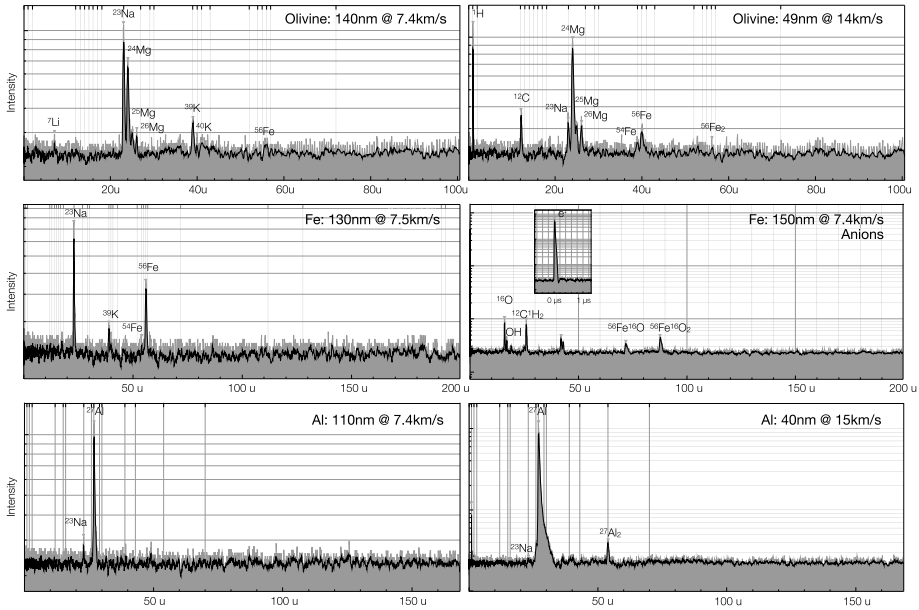 Olivine: 140nm @ 7.4km/s
Intensity
⁷Li
²³Na
²⁴Mg
²⁵Mg
²⁶Mg
³⁹K
⁴⁰K
⁵⁶Fe
20u 40u 60u 80u 100u
Olivine: 49nm @ 14km/s
¹H
¹²C
²³Na
²⁴Mg
²⁵Mg
²⁶Mg
⁵⁴Fe
⁵⁶Fe
⁵⁶Fe₂
20u 40u 60u 80u 100u
Fe: 130nm @ 7.5km/s
Intensity
²³Na
³⁹K
⁵⁴Fe
⁵⁶Fe
50 u 100 u 150 u 200 u
Fe: 150nm @ 7.4km/s
Anions
e⁻
0 µs 1 µs
¹⁶O
OH
¹²C¹H₂
⁵⁶Fe¹⁶O
⁵⁶Fe¹⁶O₂
50 u 100 u 150 u 200 u
Al: 110nm @ 7.4km/s
Intensity
²³Na
²⁷Al
50 u 100 u 150 u
Al: 40nm @ 15km/s
²³Na
²⁷Al
²⁷Al₂
50 u 100 u 150 u